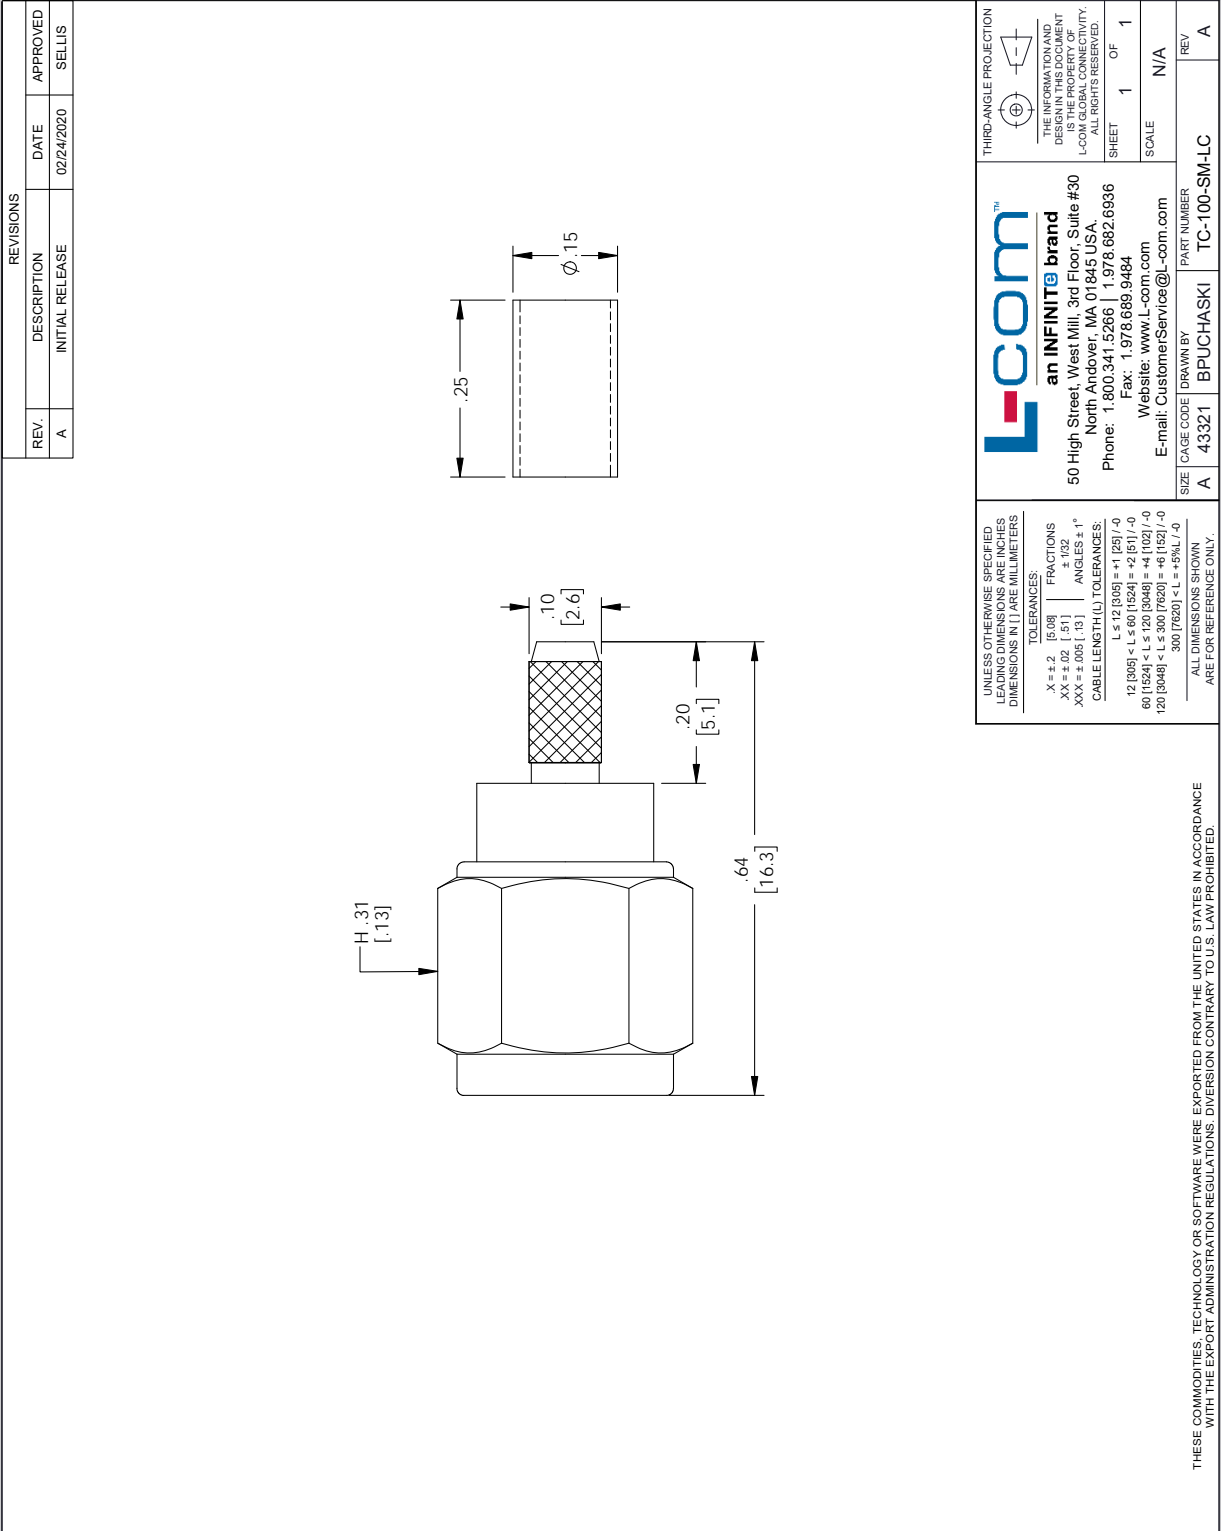 REVISIONS
REV. DESCRIPTION DATE APPROVED
A INITIAL RELEASE 02/24/2020 SELLIS
.25
Ø.15
.10
[2.6]
.20
[5.1]
.64
[16.3]
H .31
[.13]
UNLESS OTHERWISE SPECIFIED
LEADING DIMENSIONS ARE INCHES
DIMENSIONS IN [ ] ARE MILLIMETERS
TOLERANCES:
.X = ± .2 [5.08] FRACTIONS
.XX = ± .02 [ .51] ± 1/32
.XXX = ± .005 [ .13 ] ANGLES ± 1°
CABLE LENGTH (L) TOLERANCES:
L ≤ 12 [305] = +1 [25] / -0
12 [305] < L ≤ 60 [1524] = +2 [51] / -0
60 [1524] < L ≤ 120 [3048] = +4 [102] / -0
120 [3048] < L ≤ 300 [7620] = +6 [152] / -0
300 [7620] < L = +5%L / -0
ALL DIMENSIONS SHOWN
ARE FOR REFERENCE ONLY.
L-com™
an INFINITe brand
50 High Street, West Mill, 3rd Floor, Suite #30
North Andover, MA 01845 USA.
Phone: 1.800.341.5266 | 1.978.682.6936
Fax: 1.978.689.9484
Website: www.L-com.com
E-mail: CustomerService@L-com.com
THIRD-ANGLE PROJECTION
THE INFORMATION AND
DESIGN IN THIS DOCUMENT
IS THE PROPERTY OF
L-COM GLOBAL CONNECTIVITY.
ALL RIGHTS RESERVED.
SHEET 1 OF 1
SCALE N/A
SIZE A
CAGE CODE 43321
DRAWN BY BPUCHASKI
PART NUMBER TC-100-SM-LC
REV A
THESE COMMODITIES, TECHNOLOGY OR SOFTWARE WERE EXPORTED FROM THE UNITED STATES IN ACCORDANCE
WITH THE EXPORT ADMINISTRATION REGULATIONS. DIVERSION CONTRARY TO U.S. LAW PROHIBITED.